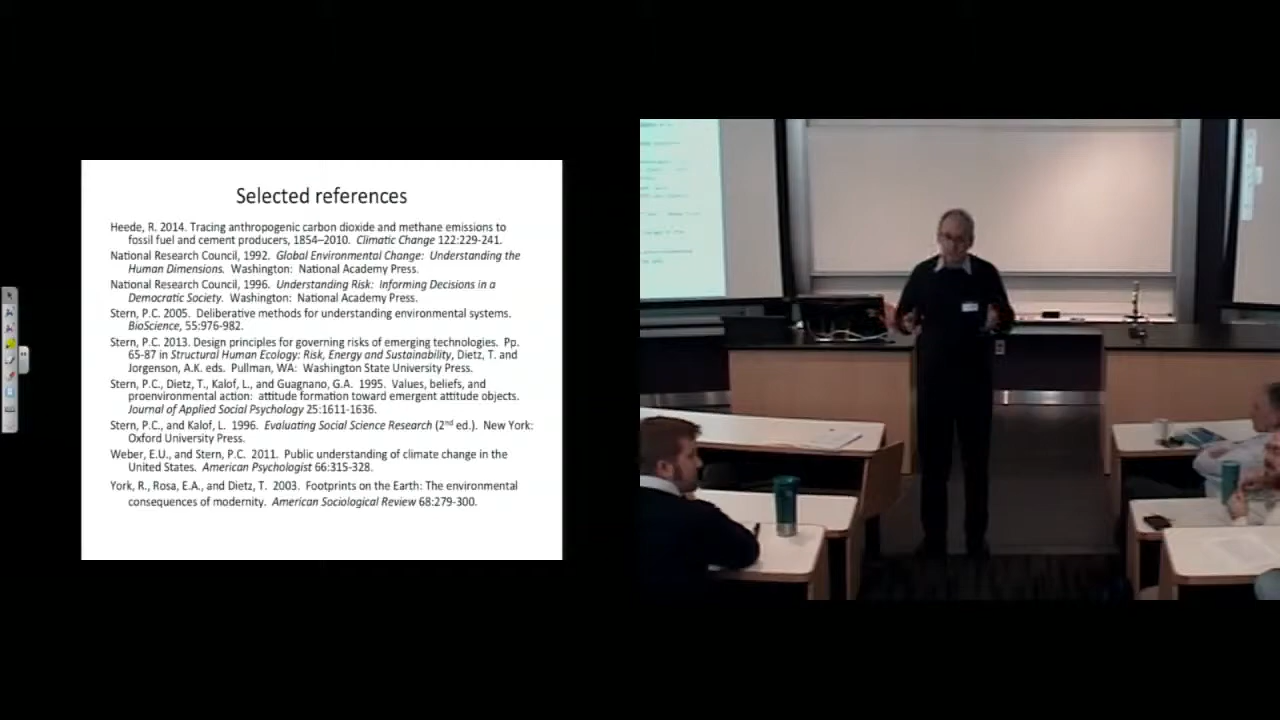 Selected references
Heede, R. 2014. Tracing anthropogenic carbon dioxide and methane emissions to
fossil fuel and cement producers, 1854–2010. Climatic Change 122:229-241.
National Research Council, 1992. Global Environmental Change: Understanding the
Human Dimensions. Washington: National Academy Press.
National Research Council, 1996. Understanding Risk: Informing Decisions in a
Democratic Society. Washington: National Academy Press.
Stern, P.C. 2005. Deliberative methods for understanding environmental systems.
BioScience, 55:976-982.
Stern, P.C. 2013. Design principles for governing risks of emerging technologies. Pp.
65-87 in Structural Human Ecology: Risk, Energy and Sustainability, Dietz, T. and
Jorgenson, A.K. eds. Pullman, WA: Washington State University Press.
Stern, P.C., Dietz, T., Kalof, L., and Guagnano, G.A. 1995. Values, beliefs, and
proenvironmental action: attitude formation toward emergent attitude objects.
Journal of Applied Social Psychology 25:1611-1636.
Stern, P.C., and Kalof, L. 1996. Evaluating Social Science Research (2nd ed.). New York:
Oxford University Press.
Weber, E.U., and Stern, P.C. 2011. Public understanding of climate change in the
United States. American Psychologist 66:315-328.
York, R., Rosa, E.A., and Dietz, T. 2003. Footprints on the Earth: The environmental
consequences of modernity. American Sociological Review 68:279-300.